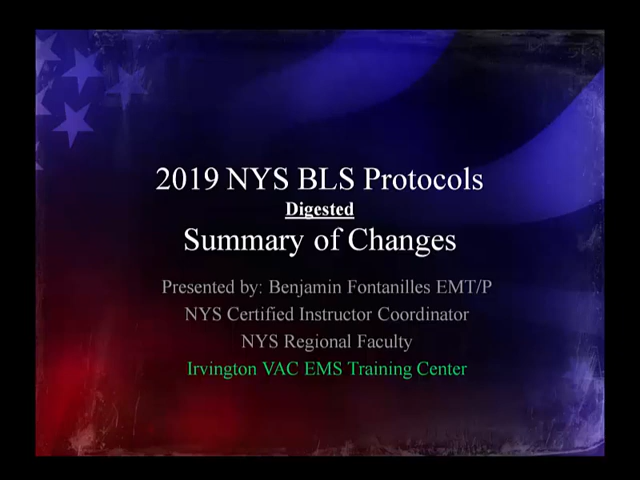 2019 NYS BLS Protocols
Digested
Summary of Changes
Presented by: Benjamin Fontanilles EMT/P
NYS Certified Instructor Coordinator
NYS Regional Faculty
Irvington VAC EMS Training Center